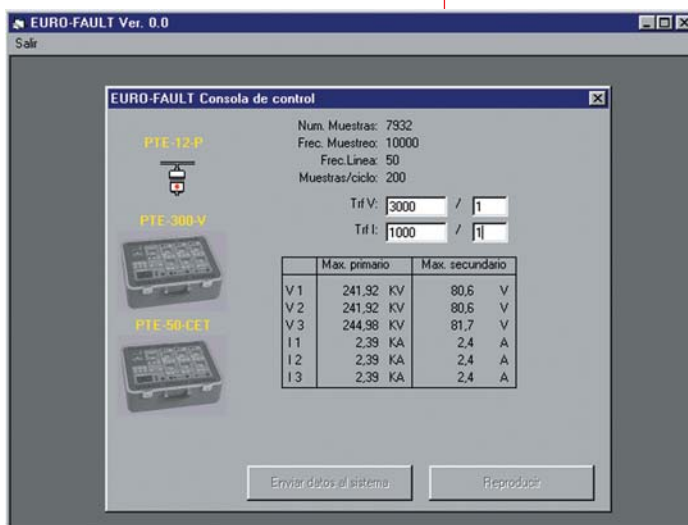 EURO-FAULT Ver. 0.0
Salir
EURO-FAULT Consola de control
PTE-12-P
PTE-300-V
PTE-50-CET
Num. Muestras: 7932
Frec. Muestreo: 10000
Frec.Linea: 50
Muestras/ciclo: 200
Trf V: 3000 / 1
Trf I: 1000 / 1
Max. primario Max. secundario
V 1 241,92 KV 80,6 V
V 2 241,92 KV 80,6 V
V 3 244,98 KV 81,7 V
I 1 2,39 KA 2,4 A
I 2 2,39 KA 2,4 A
I 3 2,39 KA 2,4 A
Enviar datos al sistema
Reproducir